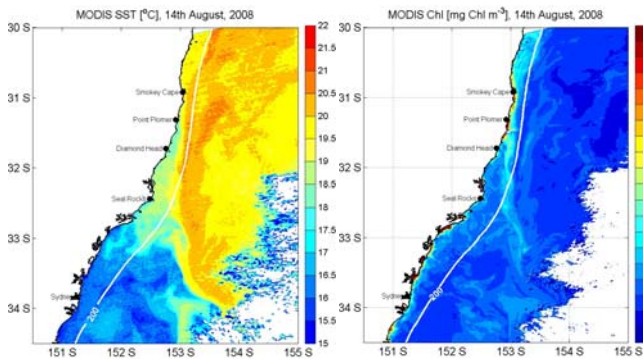 MODIS SST [°C], 14th August, 2008
30 S
31 S
32 S
33 S
34 S
151 S
152 S
153 S
154 S
155 S
Smokey Cape
Point Plomer
Diamond Head
Seal Rocks
Sydney
200
22
21.5
21
20.5
20
19.5
19
18.5
18
17.5
17
16.5
16
15.5
15
MODIS Chl [mg Chl m⁻³], 14th August, 2008
30 S
31 S
32 S
33 S
34 S
151 S
152 S
153 S
154 S
155 S
Smokey Cape
Point Plomer
Diamond Head
Seal Rocks
Sydney
200